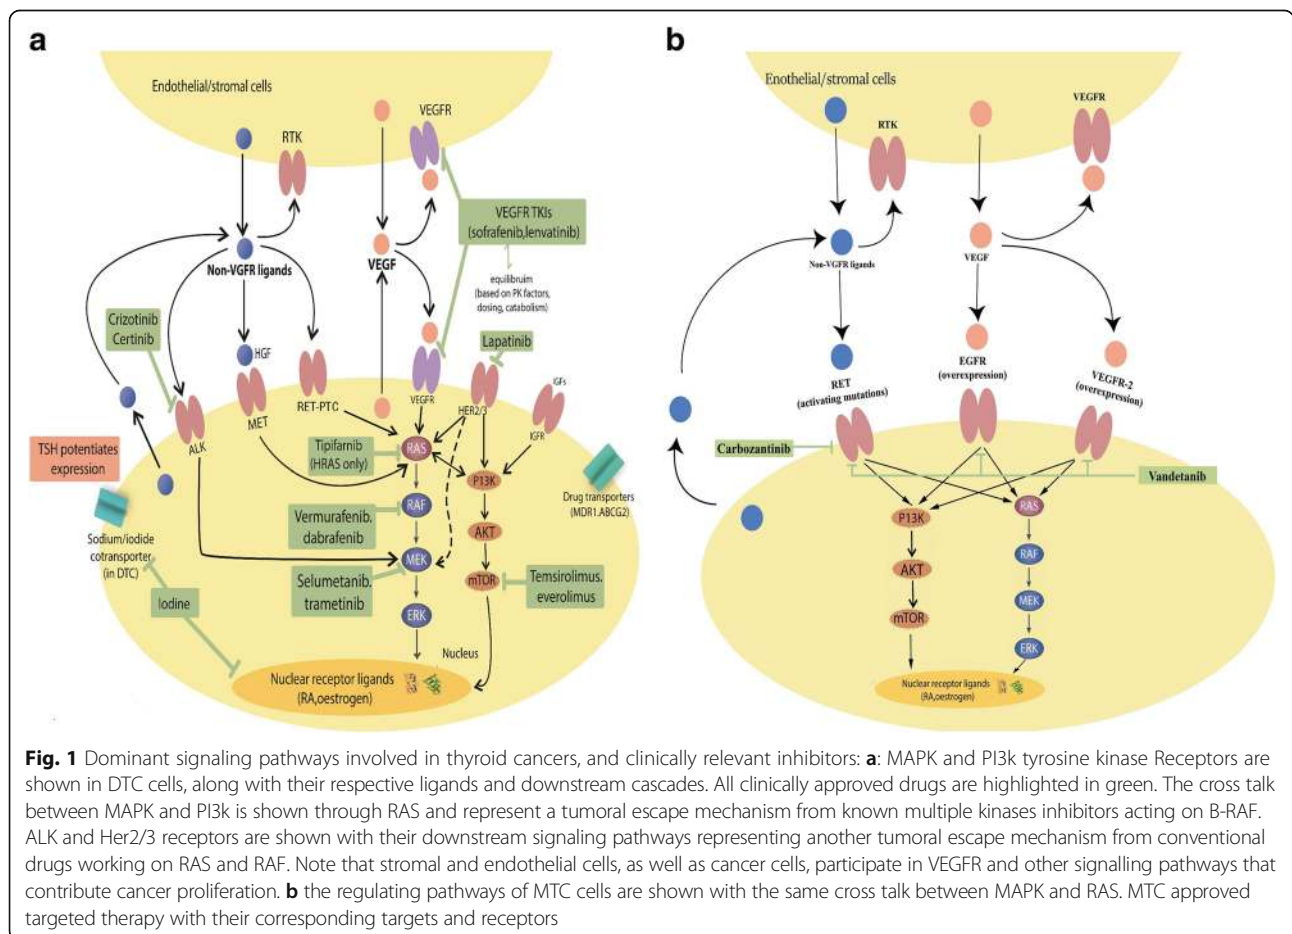 a
Endothelial/stromal cells
VEGFR
RTK
VEGFR TKIs
(sofrafenib,lenvatinib)
Non-VGFR ligands
VEGF
equilibruim
(based on PK factors,
dosing, catabolism)
Crizotinib
Certinib
Lapatinib
HGF
IGFs
RET-PTC
VEGFR
HER2/3
MET
ALK
IGFR
TSH potentiates
expression
Tipifarnib
(HRAS only)
RAS
P13K
Drug transporters
(MDR1.ABCG2)
RAF
Vermurafenib.
dabrafenib
AKT
Sodium/iodide
cotransporter
(in DTC)
MEK
Selumetanib.
trametinib
mTOR
Temsirolimus.
everolimus
Iodine
ERK
Nucleus
Nuclear receptor ligands
(RA,oestrogen)
b
Enothelial/stromal cells
VEGFR
RTK
Non-VGFR ligands
VEGF
EGFR
(overexpression)
RET
(activating mutations)
VEGFR-2
(overexpression)
Carbozantinib
Vandetanib
P13K
RAS
RAF
AKT
MEK
mTOR
ERK
Nuclear receptor ligands
(RA,oestrogen)
Fig. 1 Dominant signaling pathways involved in thyroid cancers, and clinically relevant inhibitors: a: MAPK and PI3k tyrosine kinase Receptors are
shown in DTC cells, along with their respective ligands and downstream cascades. All clinically approved drugs are highlighted in green. The cross talk
between MAPK and PI3k is shown through RAS and represent a tumoral escape mechanism from known multiple kinases inhibitors acting on B-RAF.
ALK and Her2/3 receptors are shown with their downstream signaling pathways representing another tumoral escape mechanism from conventional
drugs working on RAS and RAF. Note that stromal and endothelial cells, as well as cancer cells, participate in VEGFR and other signalling pathways that
contribute cancer proliferation. b the regulating pathways of MTC cells are shown with the same cross talk between MAPK and RAS. MTC approved
targeted therapy with their corresponding targets and receptors